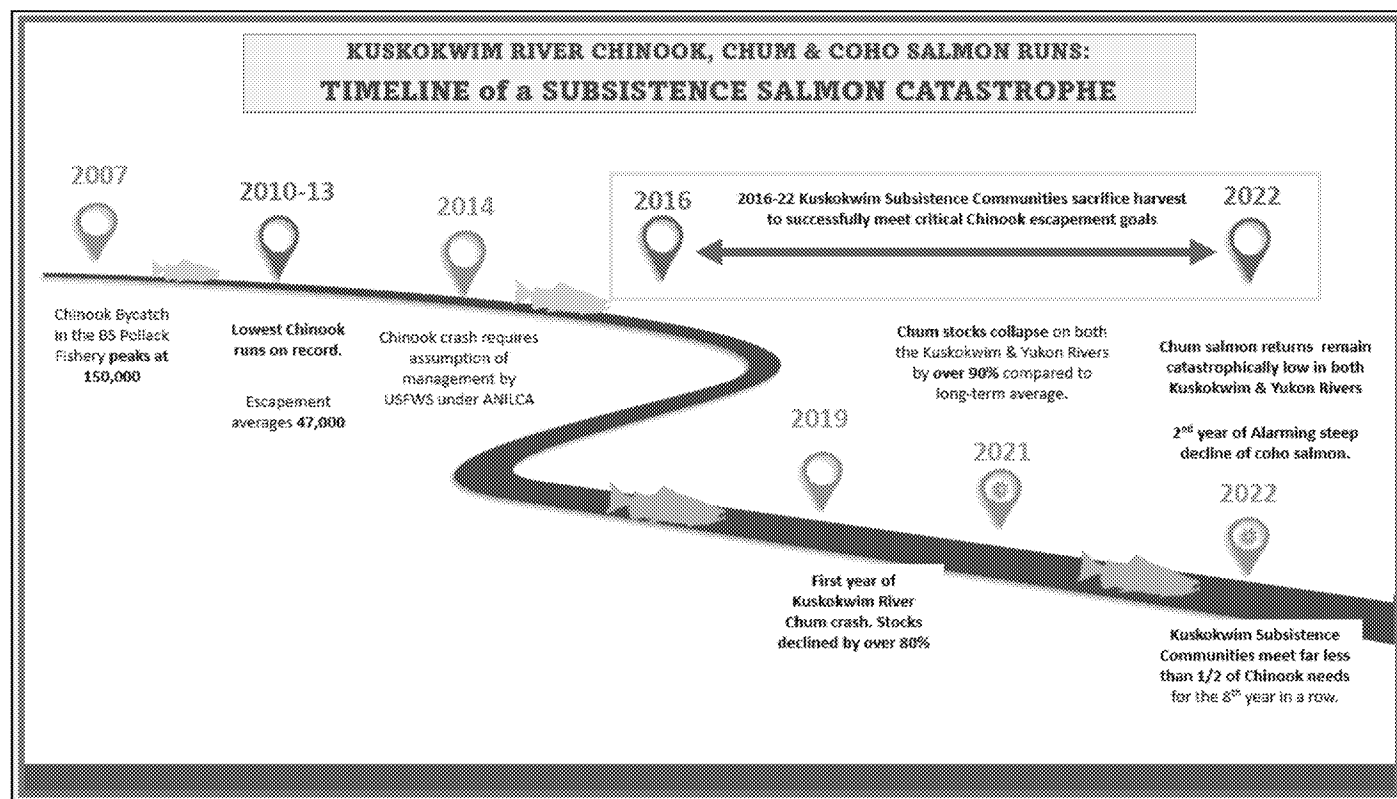 KUSKOKWIM RIVER CHINOOK, CHUM & COHO SALMON RUNS:
TIMELINE of a SUBSISTENCE SALMON CATASTROPHE
2007
Chinook Bycatch
in the BS Pollack
Fishery peaks at
150,000
2010-13
Lowest Chinook
runs on record.
Escapement
averages 47,000
2014
Chinook crash requires
assumption of
management by
USFWS under ANILCA
2016
2016-22 Kuskokwim Subsistence Communities sacrifice harvest
to successfully meet critical Chinook escapement goals
2022
2019
First year of
Kuskokwim River
Chum crash. Stocks
declined by over 80%
Chum stocks collapse on both
the Kuskokwim & Yukon Rivers
by over 90% compared to
long-term average.
2021
Chum salmon returns remain
catastrophically low in both
Kuskokwim & Yukon Rivers
2nd year of Alarming steep
decline of coho salmon.
2022
Kuskokwim Subsistence
Communities meet far less
than 1/2 of Chinook needs
for the 8th year in a row.